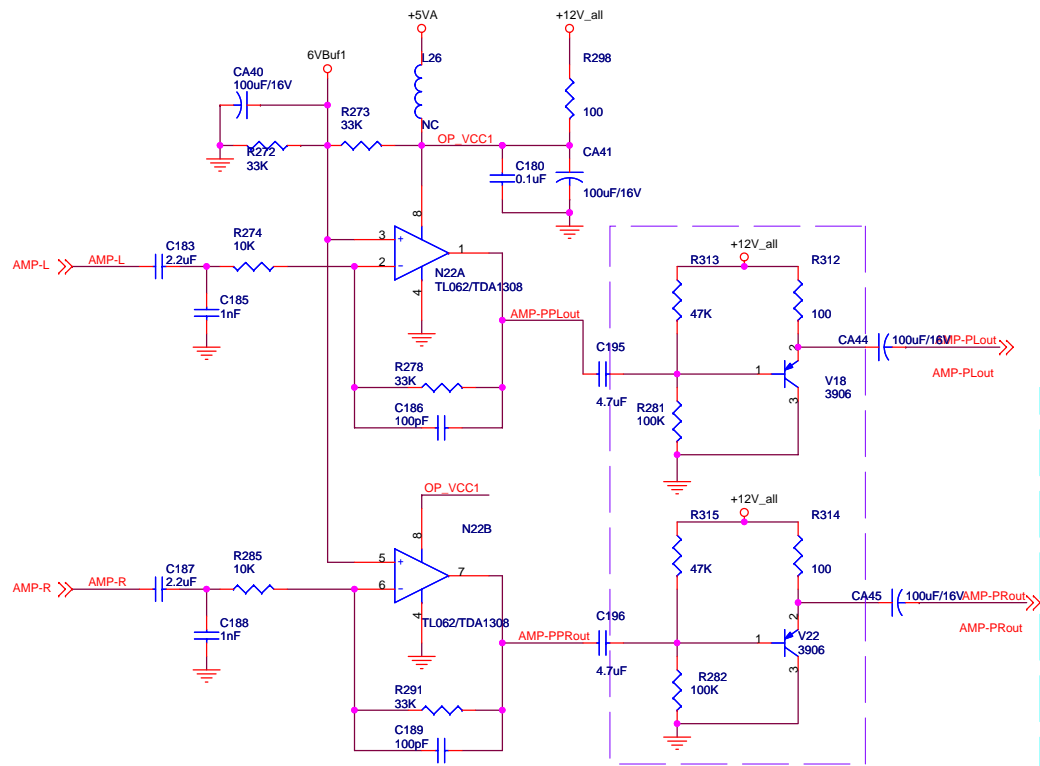 +5VA
+12V_all
6VBuf1
L26
R298
CA40
100uF/16V
R273
33K
100
NC
OP_VCC1
R272
33K
CA41
C180
0.1uF
100uF/16V
8
R274
10K
C183
2.2uF
3
1
+12V_all
AMP-L
AMP-L
2
R313
R312
N22A
TL062/TDA1308
4
C185
1nF
47K
100
AMP-PPLout
CA44
100uF/16V
AMP-PLout
2
C195
1
AMP-PLout
R278
33K
V18
3906
4.7uF
3
R281
100K
C186
100pF
OP_VCC1
+12V_all
R315
R314
N22B
8
R285
10K
5
7
47K
100
C187
2.2uF
AMP-R
AMP-R
6
CA45
100uF/16V
AMP-PRout
4
TL062/TDA1308
C188
1nF
C196
2
AMP-PRout
AMP-PPRout
1
V22
3906
4.7uF
3
R282
100K
R291
33K
C189
100pF